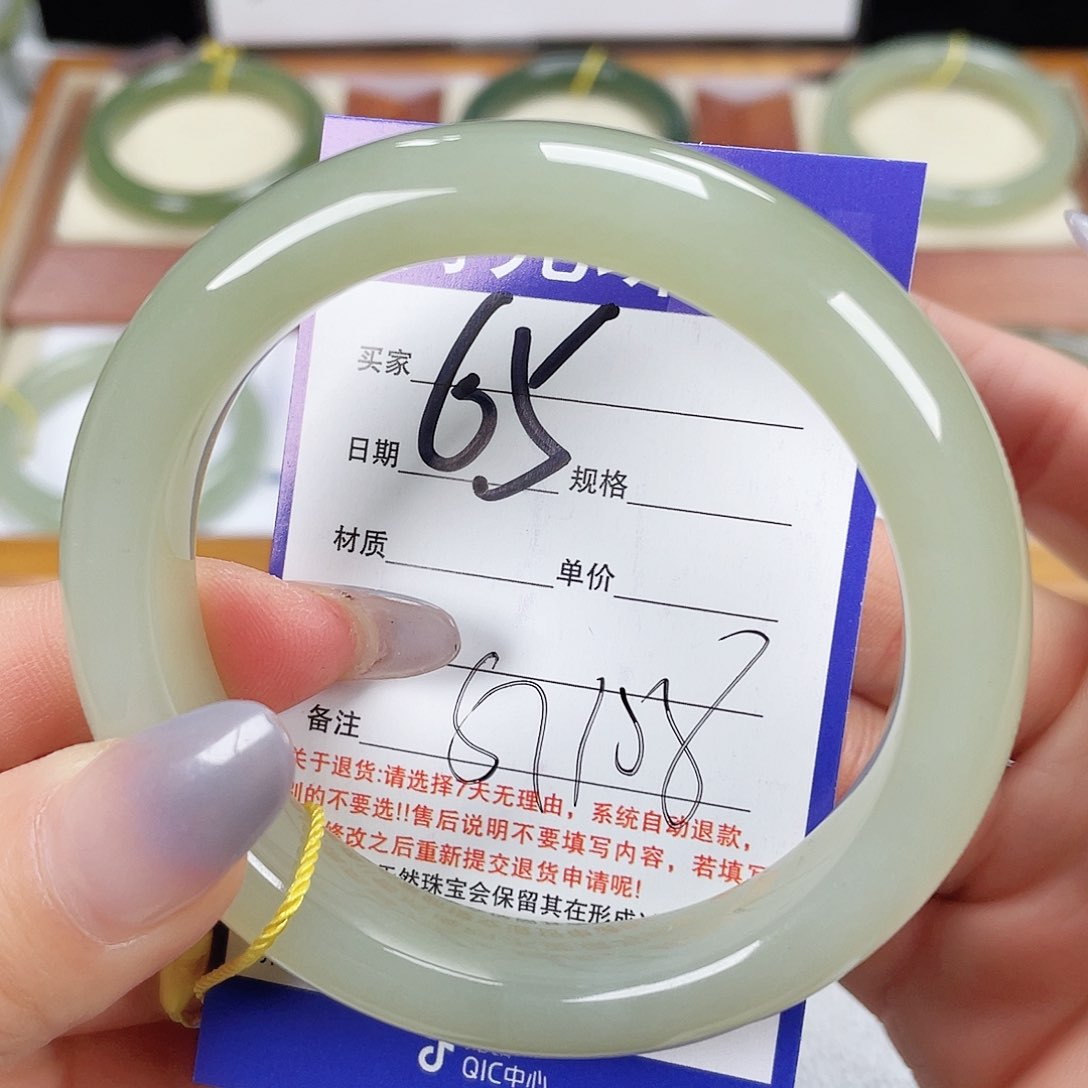 65
买家
日期 规格
材质 单价
备注
关于退货:请选择7天无理由，系统自动退款，
的不要选!!售后说明不要填写内容，若填写
修改之后重新提交退货申请呢!
天然珠宝会保留其在形成
QIC中心